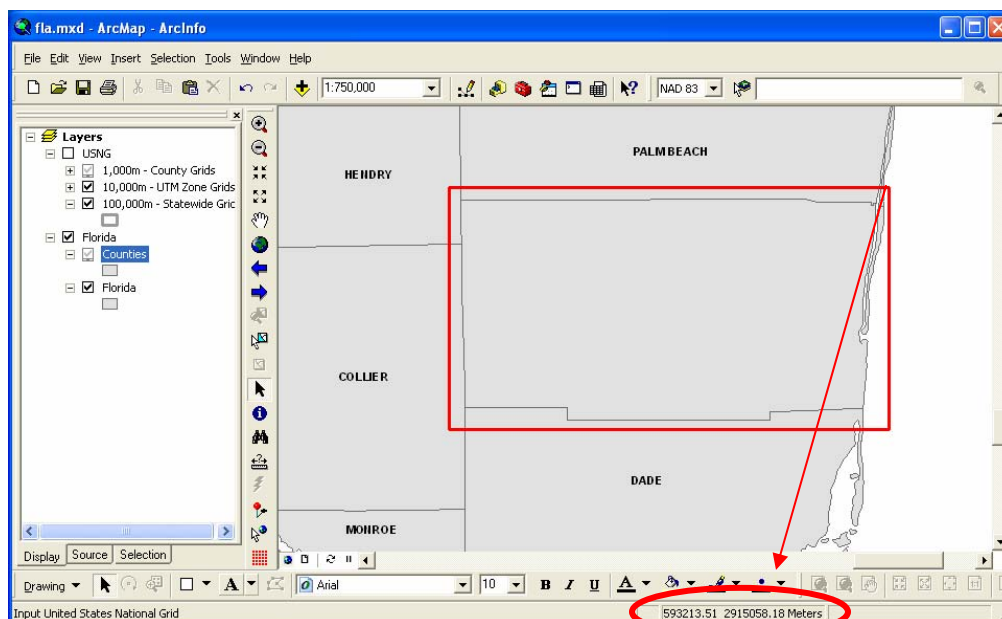 fla.mxd - ArcMap - ArcInfo
File Edit View Insert Selection Tools Window Help
1:750,000
NAD 83
Layers
USNG
1,000m - County Grids
10,000m - UTM Zone Grids
100,000m - Statewide Gric
Florida
Counties
Florida
PALM BEACH
HENDRY
COLLIER
DADE
MONROE
Display Source Selection
Drawing A Arial 10 B I U A
Input United States National Grid 593213.51 2915058.18 Meters